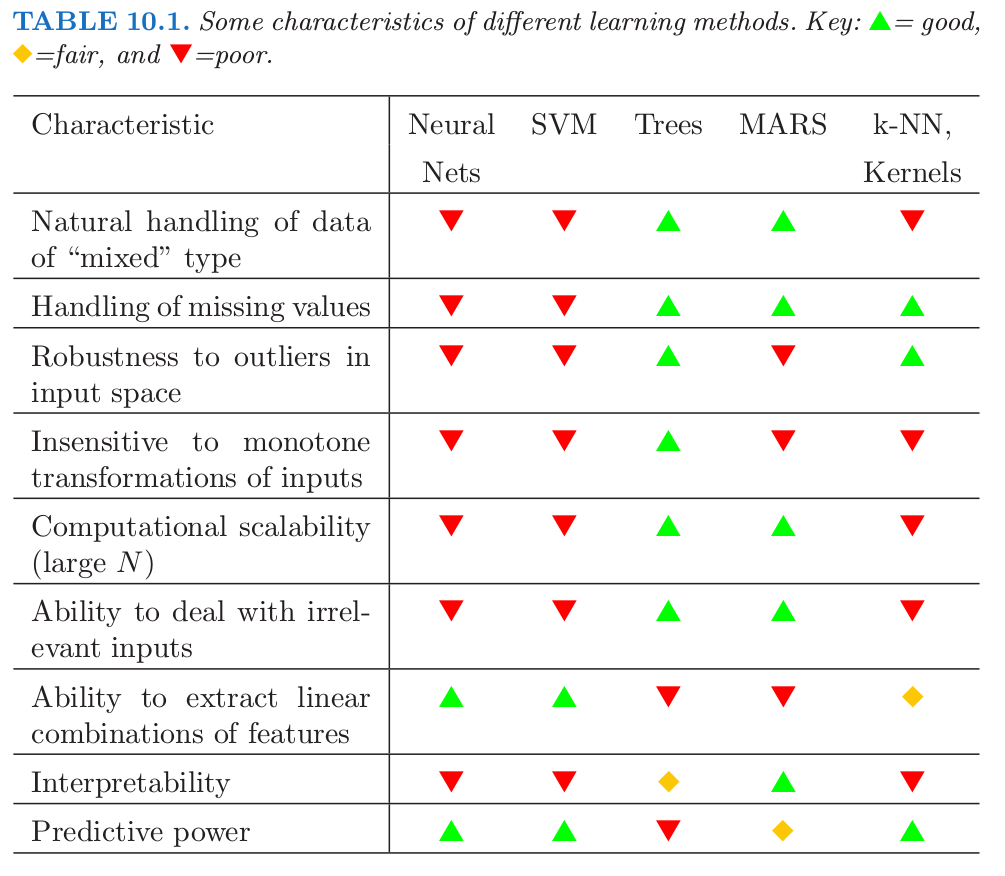 TABLE 10.1. Some characteristics of different learning methods. Key: ▲= good,
◆=fair, and ▼=poor.
Characteristic Neural SVM Trees MARS k-NN,
Nets Kernels
Natural handling of data ▼ ▼ ▲ ▲ ▼
of “mixed” type
Handling of missing values ▼ ▼ ▲ ▲ ▲
Robustness to outliers in ▼ ▼ ▲ ▼ ▲
input space
Insensitive to monotone ▼ ▼ ▲ ▼ ▼
transformations of inputs
Computational scalability ▼ ▼ ▲ ▲ ▼
(large N)
Ability to deal with irrel- ▼ ▼ ▲ ▲ ▼
evant inputs
Ability to extract linear ▲ ▲ ▼ ▼ ◆
combinations of features
Interpretability ▼ ▼ ◆ ▲ ▼
Predictive power ▲ ▲ ▼ ◆ ▲